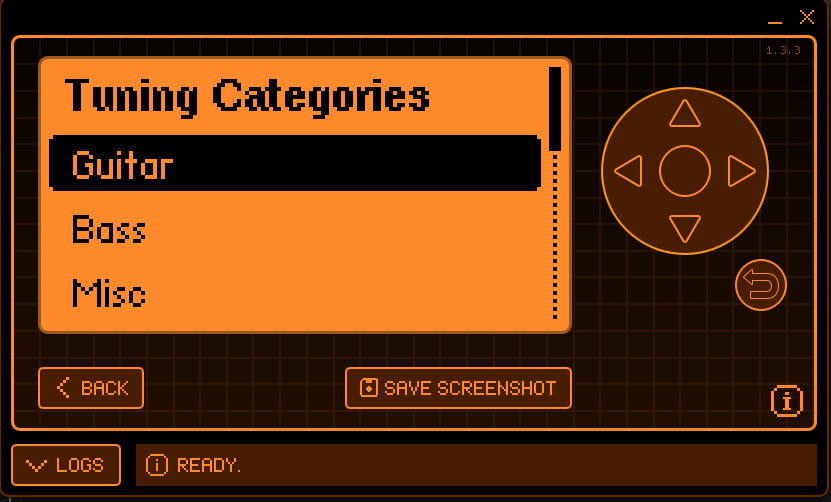 1.3.3
Tuning Categories
Guitar
Bass
Misc
BACK
SAVE SCREENSHOT
LOGS
READY.